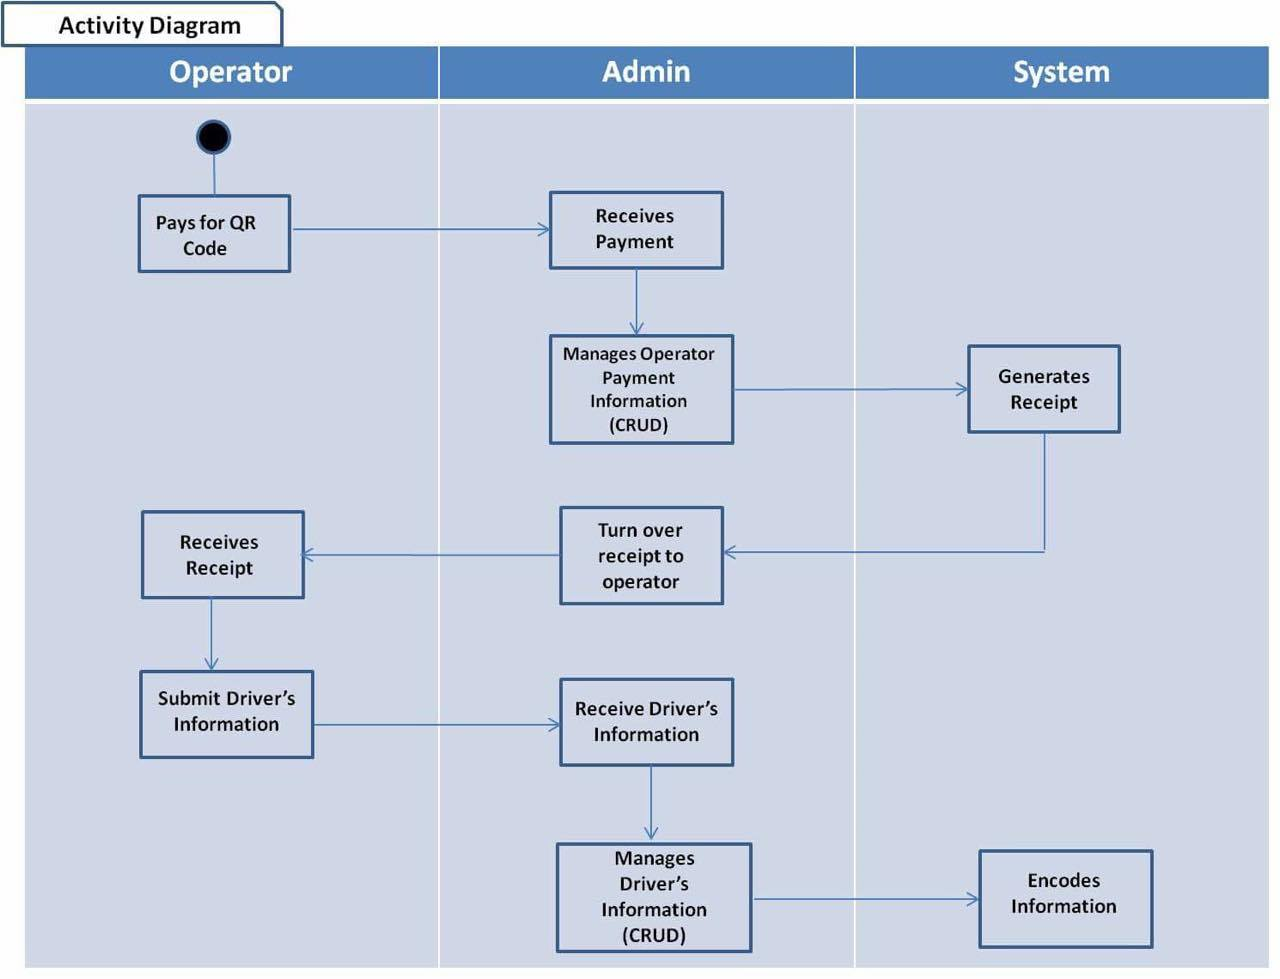 Activity Diagram
Operator
Admin
System
Pays for QR
Code
Receives
Payment
Manages Operator
Payment
Information
(CRUD)
Generates
Receipt
Receives
Receipt
Turn over
receipt to
operator
Submit Driver’s
Information
Receive Driver’s
Information
Manages
Driver’s
Information
(CRUD)
Encodes
Information